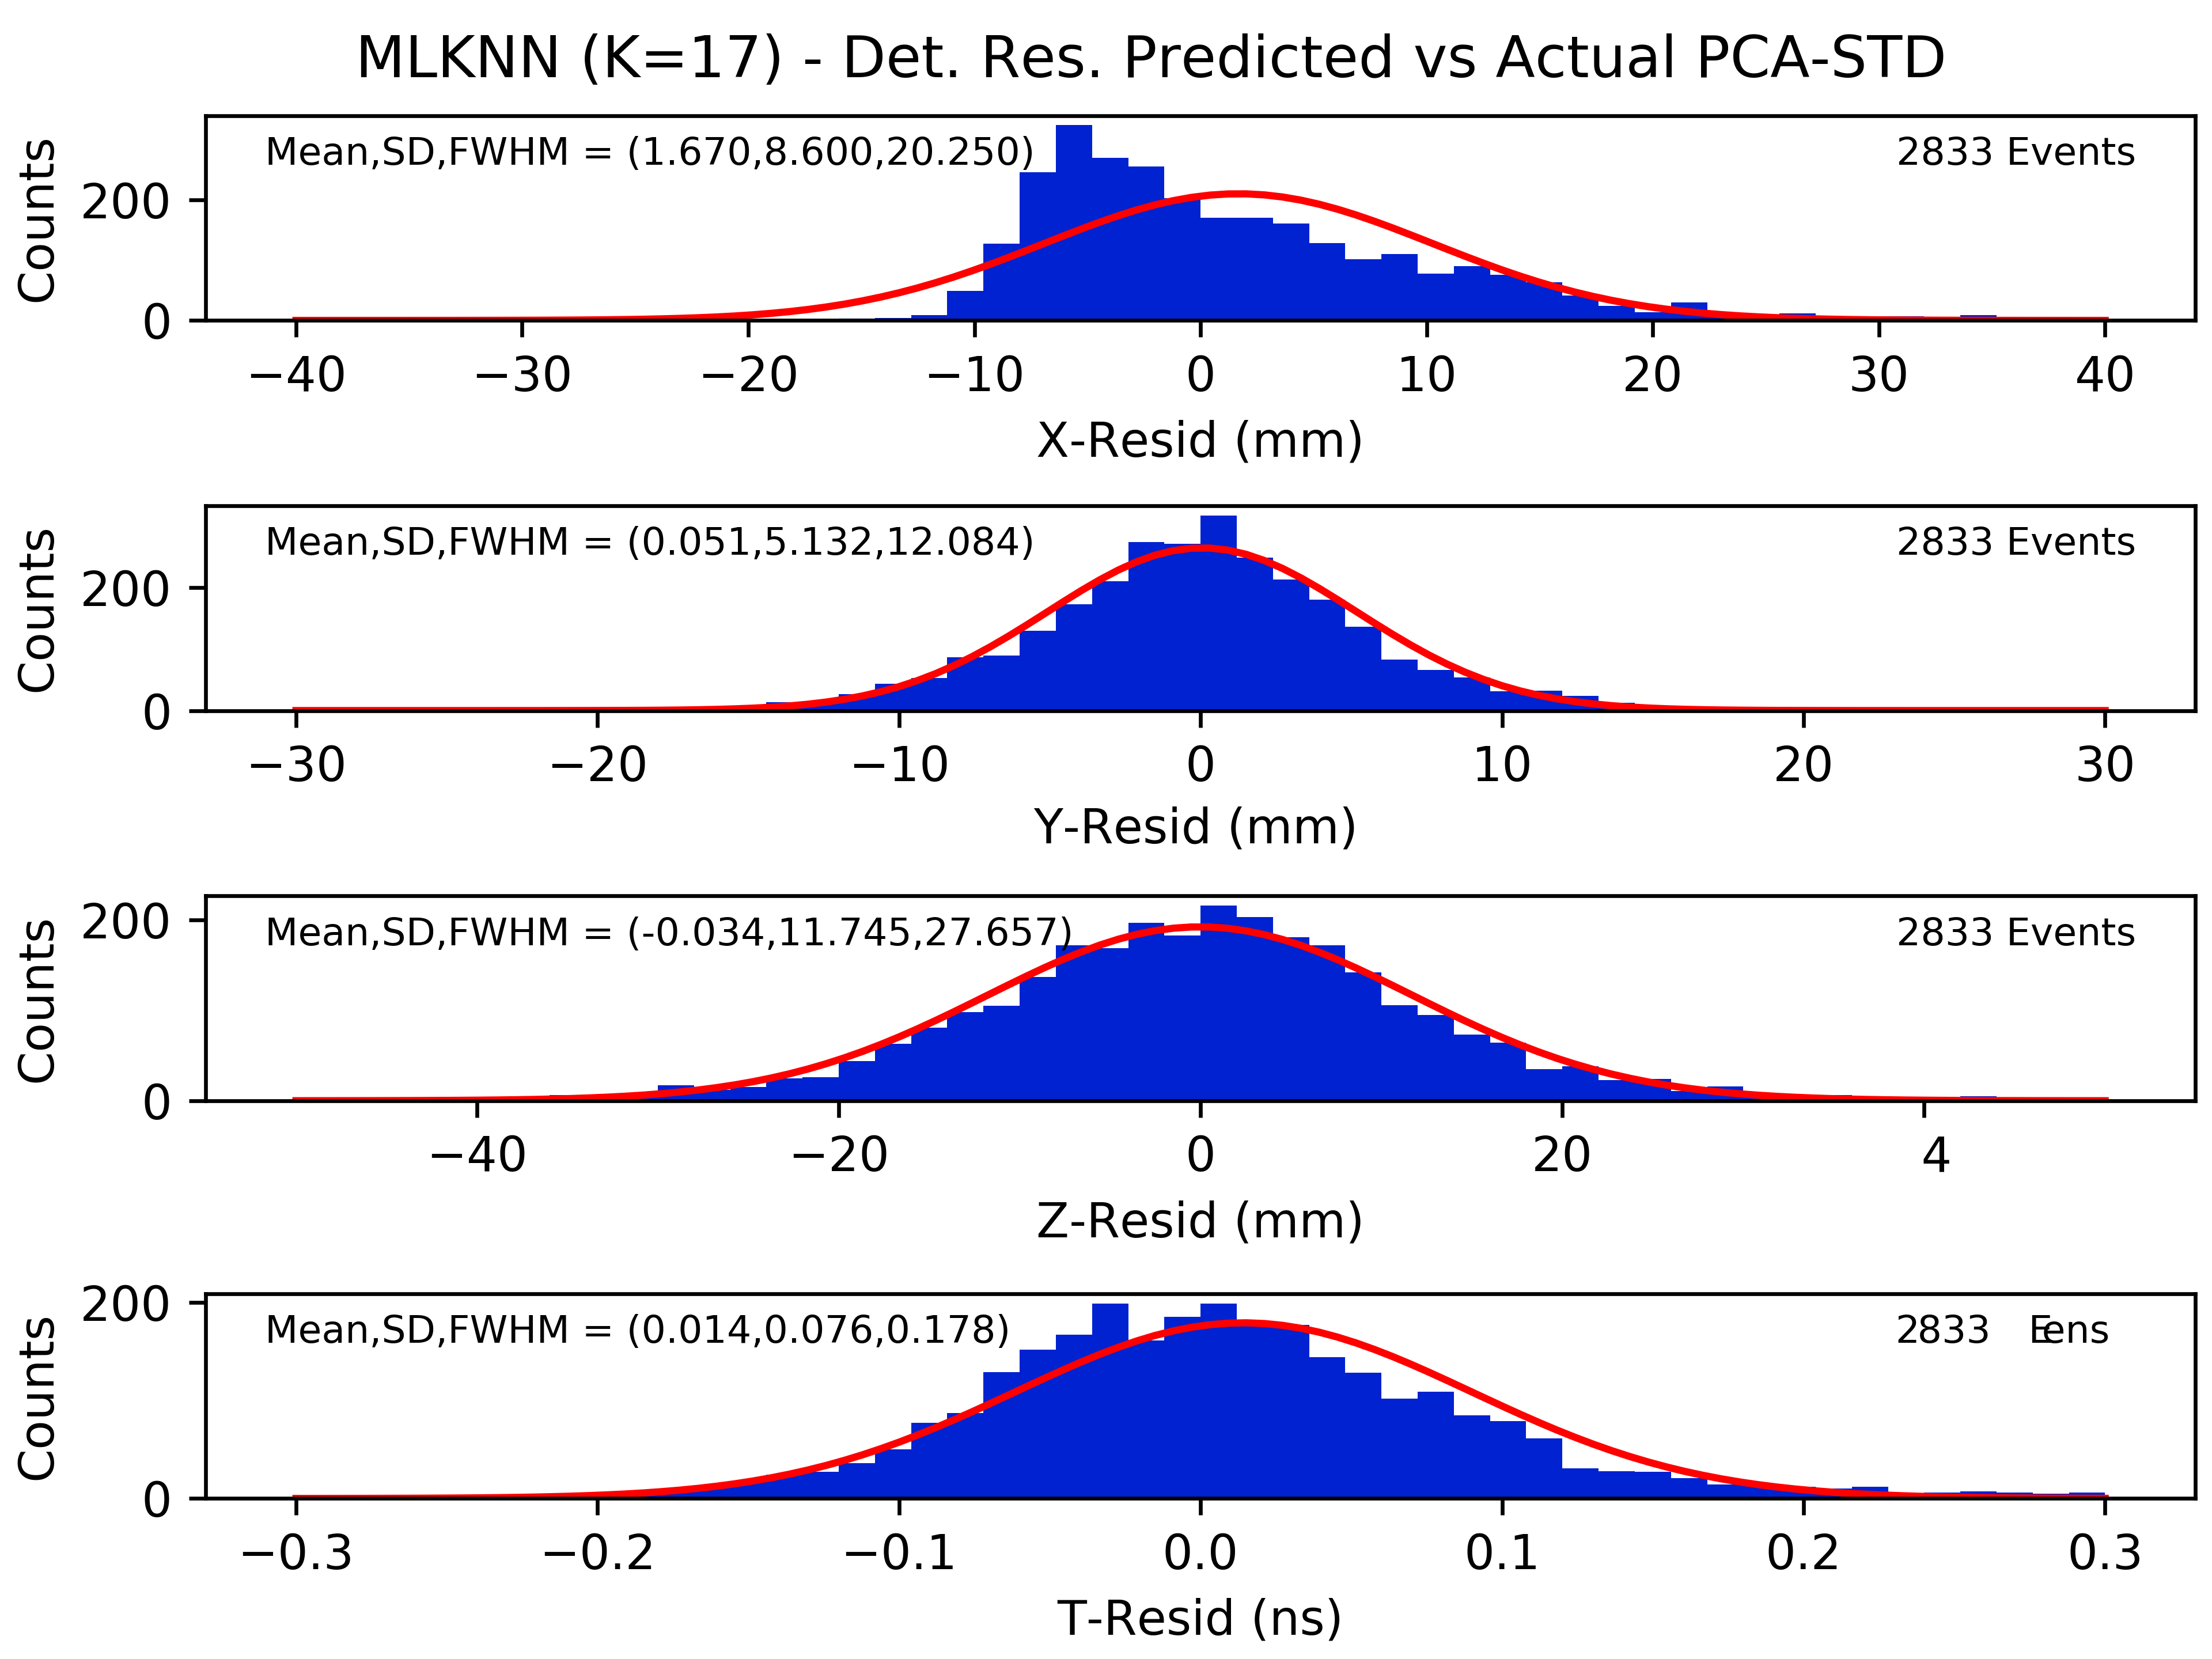 MLKNN (K=17) - Det. Res. Predicted vs Actual PCA-STD
Counts
200
0
Mean,SD,FWHM = (1.670,8.600,20.250)
2833 Events
−40 −30 −20 −10 0 10 20 30 40
X-Resid (mm)
Counts
200
0
Mean,SD,FWHM = (0.051,5.132,12.084)
2833 Events
−30 −20 −10 0 10 20 30
Y-Resid (mm)
Counts
200
0
Mean,SD,FWHM = (-0.034,11.745,27.657)
2833 Events
−40 −20 0 20 4
Z-Resid (mm)
Counts
200
0
Mean,SD,FWHM = (0.014,0.076,0.178)
2833
−0.3 −0.2 −0.1 0.0 0.1 0.2 0.3
T-Resid (ns)